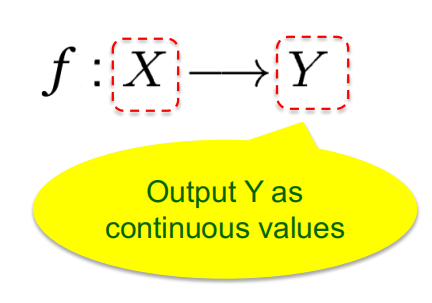 f : X ⟶ Y
Output Y as
continuous values